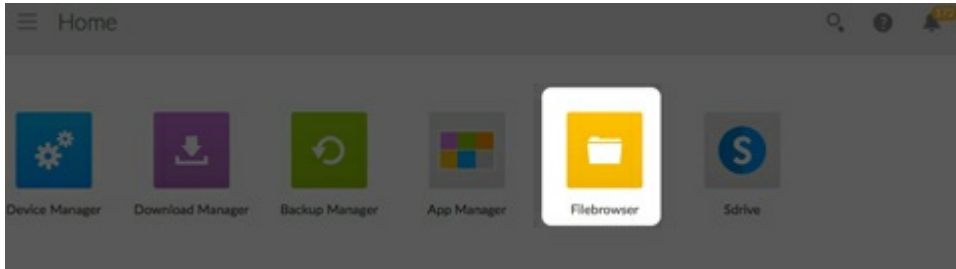 Home
Device Manager
Download Manager
Backup Manager
App Manager
Filebrowser
S
Sdrive